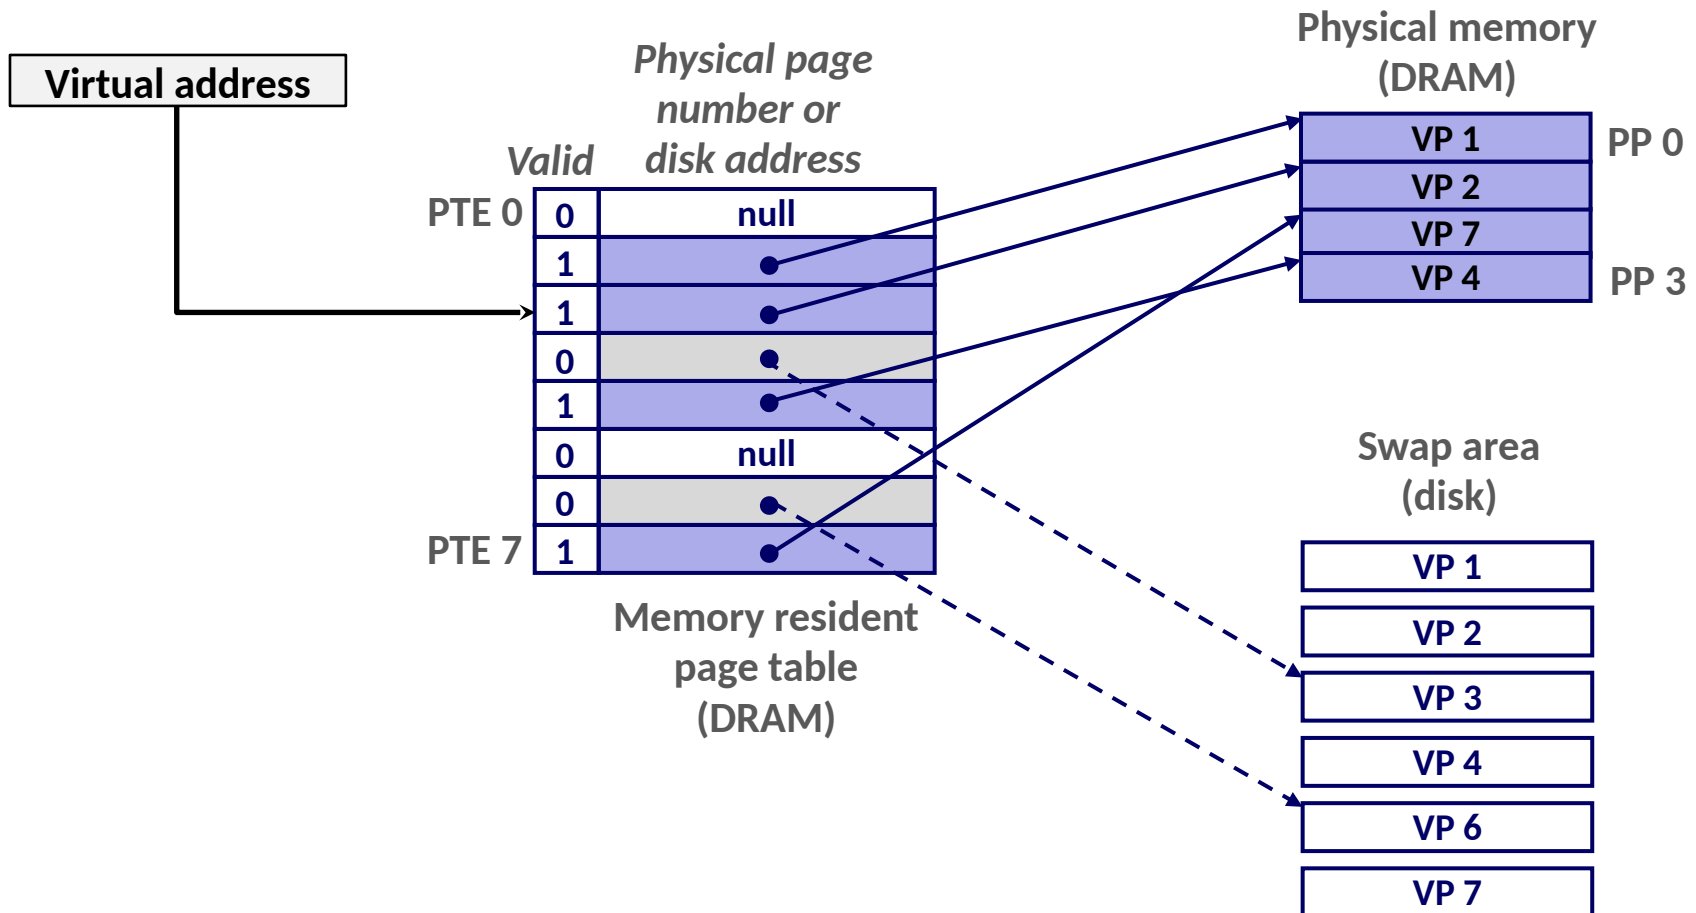 Virtual address
Physical page
number or
disk address
Valid
PTE 0
0
null
1
1
0
1
0
null
0
PTE 7
1
Memory resident
page table
(DRAM)
Physical memory
(DRAM)
VP 1
PP 0
VP 2
VP 7
VP 4
PP 3
Swap area
(disk)
VP 1
VP 2
VP 3
VP 4
VP 6
VP 7